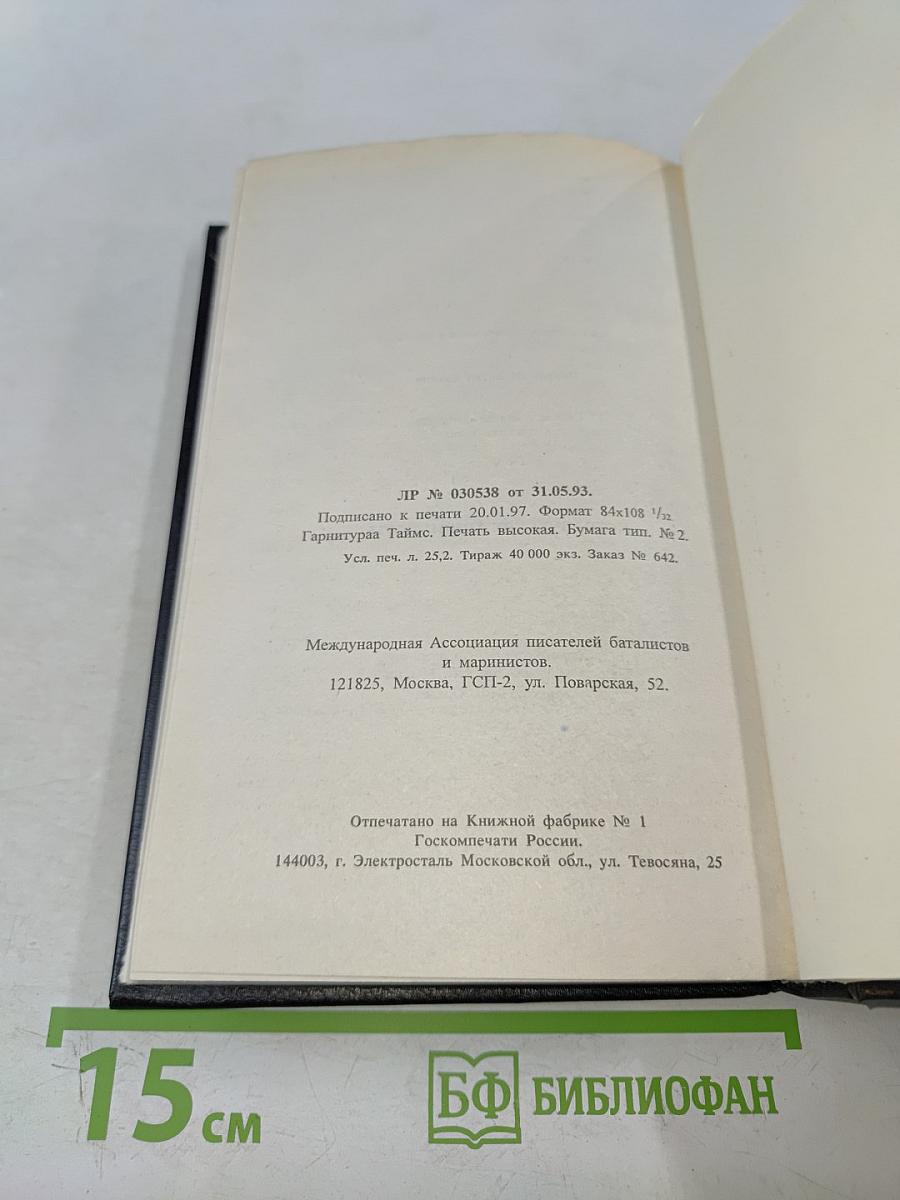 ЛР № 030538 от 31.05.93.
Подписано к печати 20.01.97. Формат 84х108 1/32
Гарнитураа Таймс. Печать высокая. Бумага тип. №2.
Усл. печ. л. 25,2. Тираж 40 000 экз. Заказ № 642.
Международная Ассоциация писателей баталистов
и маринистов.
121825, Москва, ГСП-2, ул. Поварская, 52.
Отпечатано на Книжной фабрике № 1
Госкомпечати России.
144003, г. Электросталь Московской обл., ул. Тевосяна, 25
15 см
БФ БИБЛИОФАН